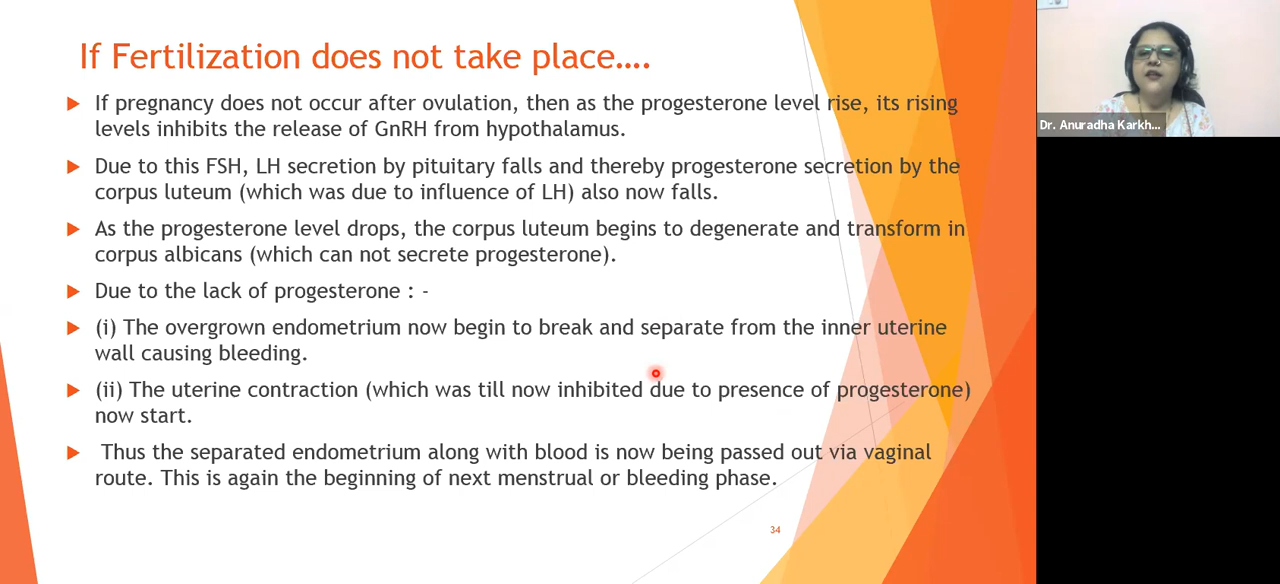 If Fertilization does not take place....
If pregnancy does not occur after ovulation, then as the progesterone level rise, its rising
levels inhibits the release of GnRH from hypothalamus.
Due to this FSH, LH secretion by pituitary falls and thereby progesterone secretion by the
corpus luteum (which was due to influence of LH) also now falls.
As the progesterone level drops, the corpus luteum begins to degenerate and transform in
corpus albicans (which can not secrete progesterone).
Due to the lack of progesterone : -
(i) The overgrown endometrium now begin to break and separate from the inner uterine
wall causing bleeding.
(ii) The uterine contraction (which was till now inhibited due to presence of progesterone)
now start.
Thus the separated endometrium along with blood is now being passed out via vaginal
route. This is again the beginning of next menstrual or bleeding phase.
34
Dr. Anuradha Karkh...